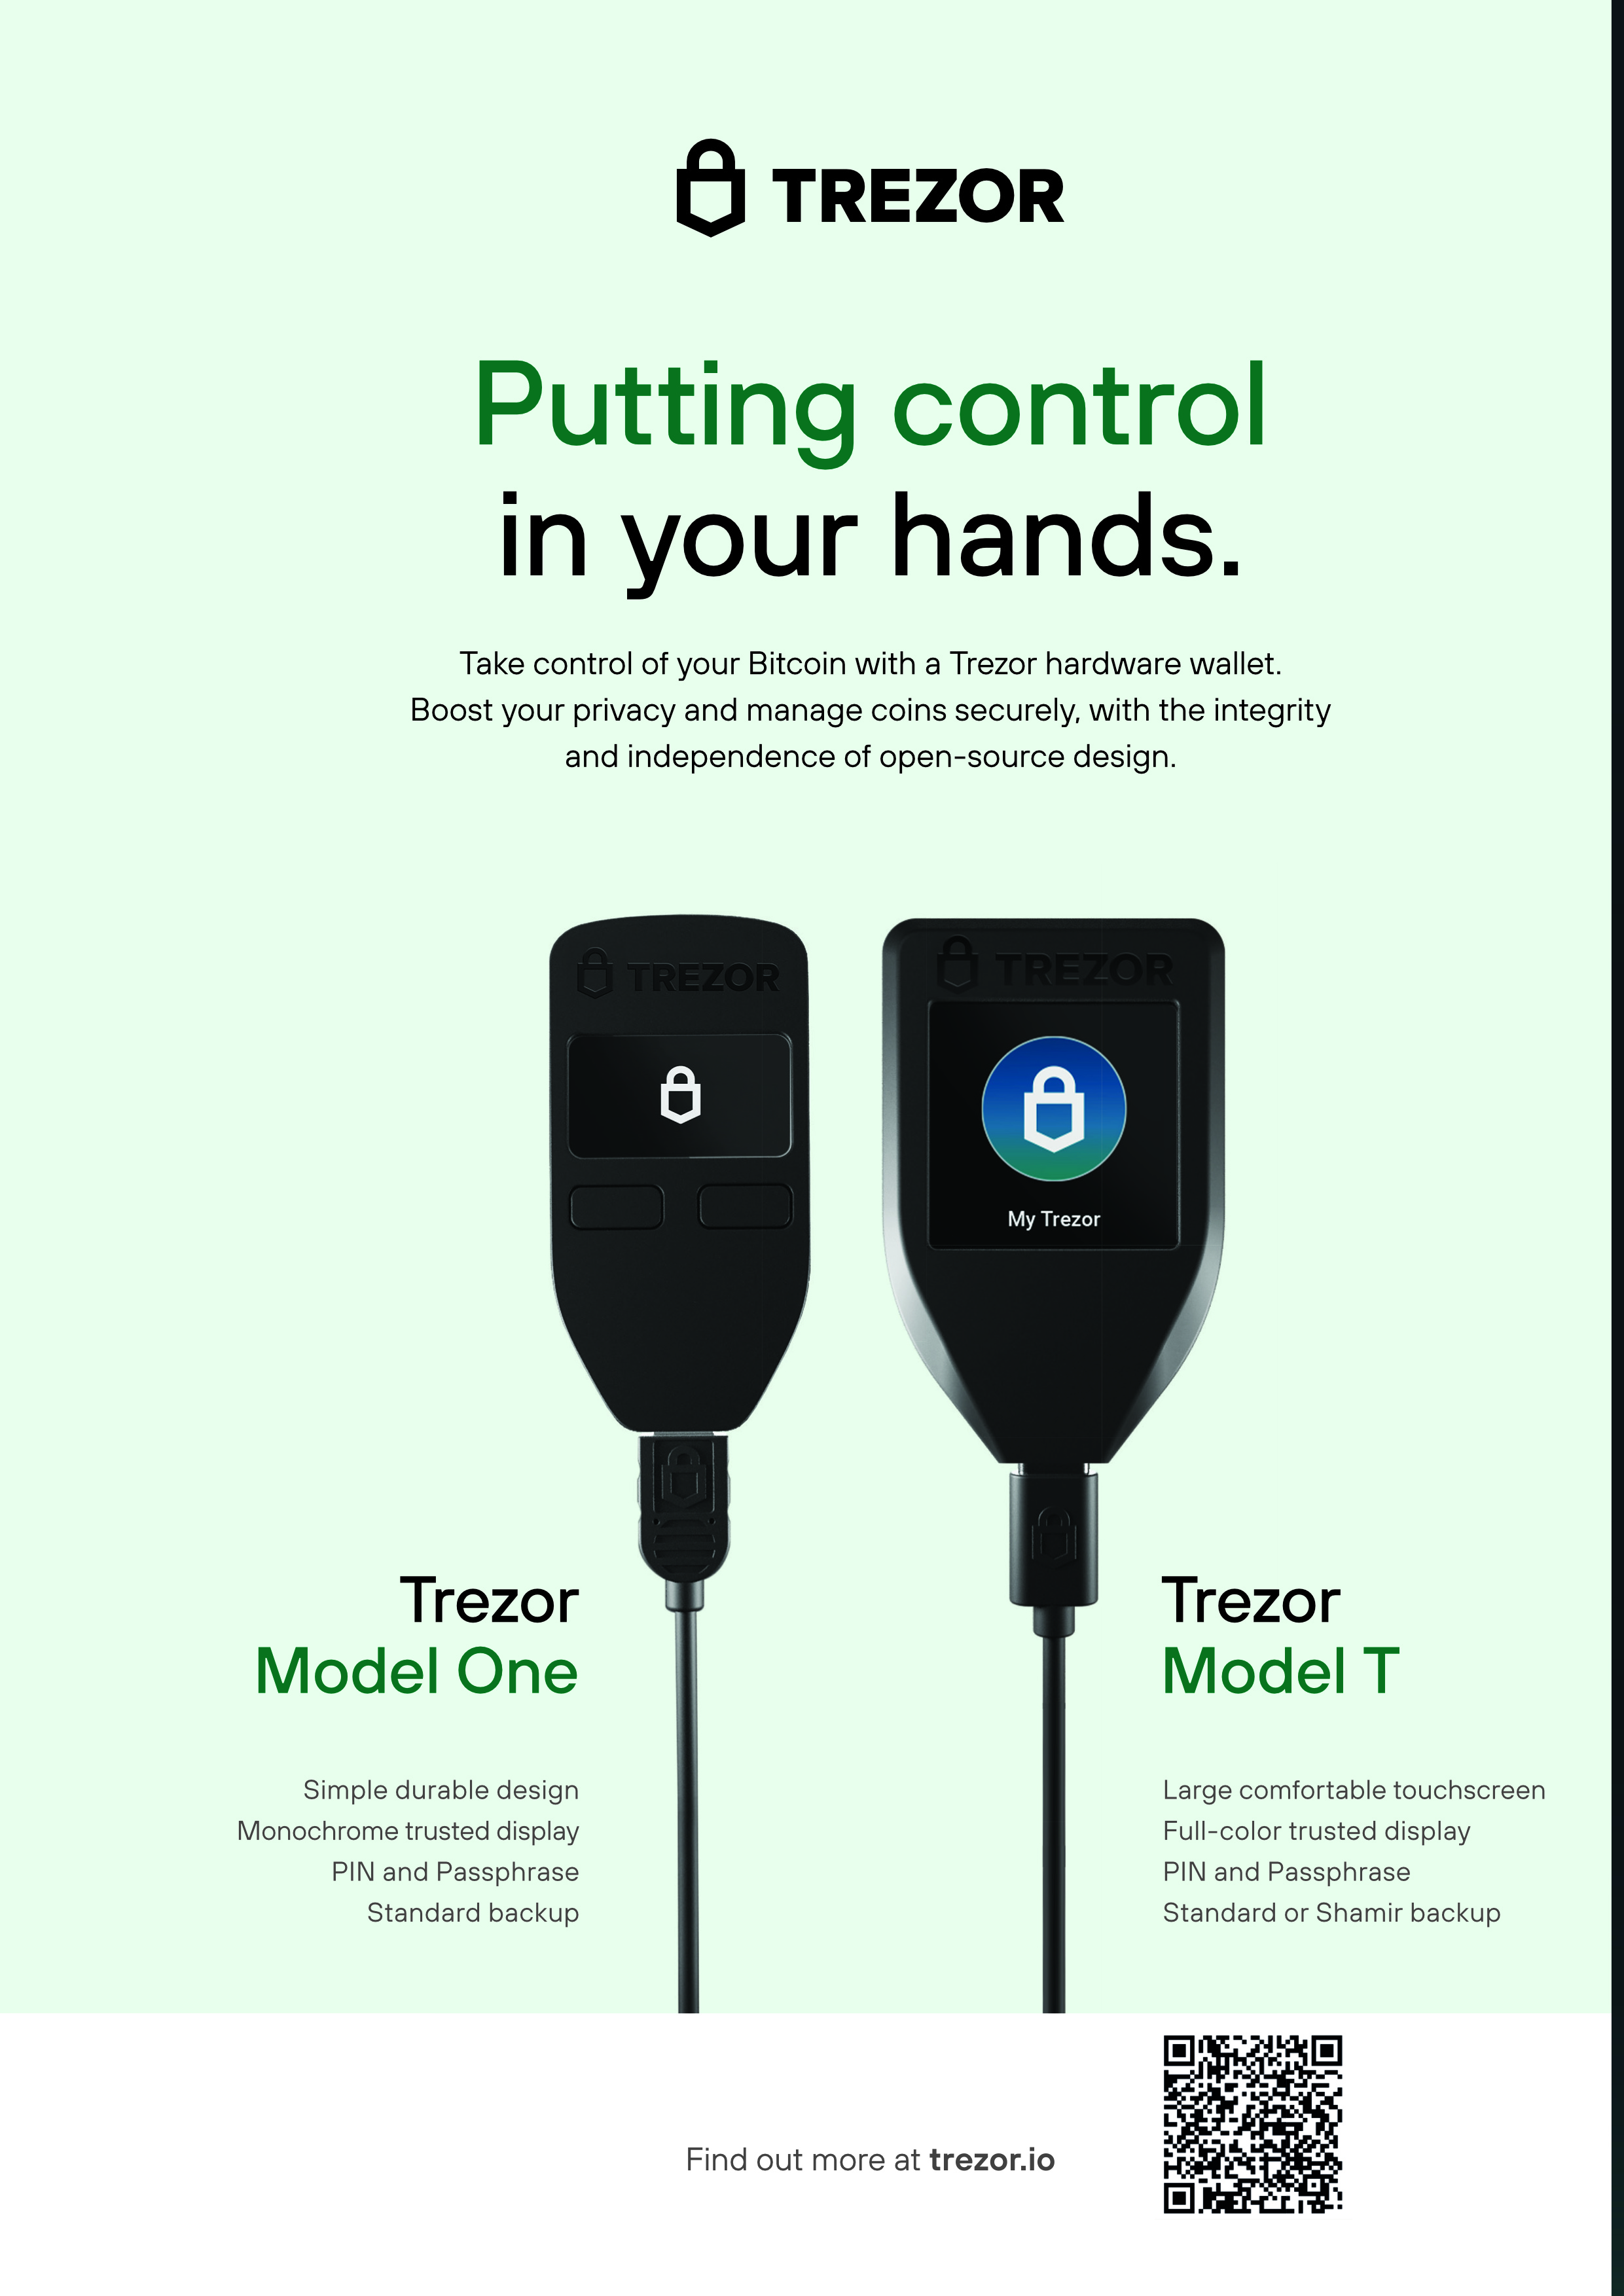 TREZOR
Putting control
in your hands.
Take control of your Bitcoin with a Trezor hardware wallet.
Boost your privacy and manage coins securely, with the integrity
and independence of open-source design.
TREZOR
TREZOR
My Trezor
Trezor
Model One
Simple durable design
Monochrome trusted display
PIN and Passphrase
Standard backup
Trezor
Model T
Large comfortable touchscreen
Full-color trusted display
PIN and Passphrase
Standard or Shamir backup
Find out more at trezor.io